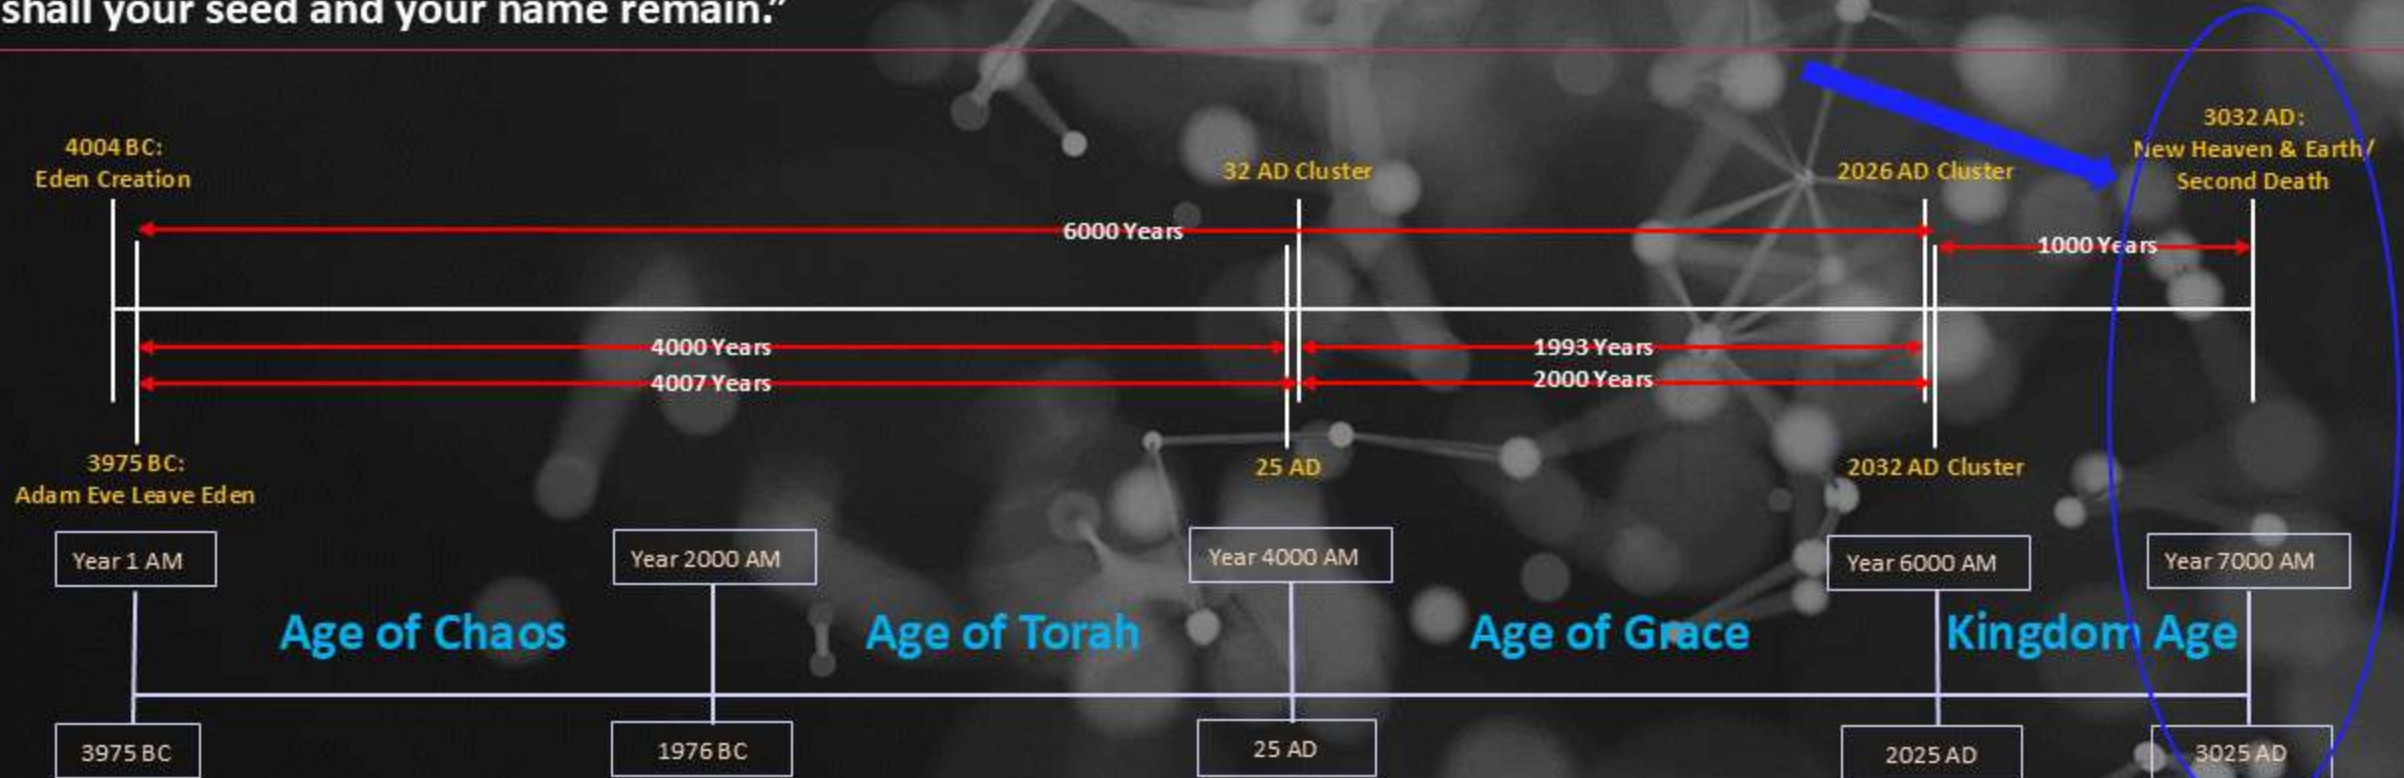 shall your seed and your name remain.”
3032 AD:
4004 BC:
New Heaven & Earth/
Eden Creation
32 AD Cluster
2026 AD Cluster
Second Death
6000 Years
1000 Years
4000 Years
1993 Years
4007 Years
2000 Years
3975 BC:
25 AD
2032 AD Cluster
Adam Eve Leave Eden
Year 1 AM
Year 2000 AM
Year 4000 AM
Year 6000 AM
Year 7000 AM
Age of Chaos
Age of Torah
Age of Grace
Kingdom Age
3975 BC
1976 BC
25 AD
2025 AD
3025 AD